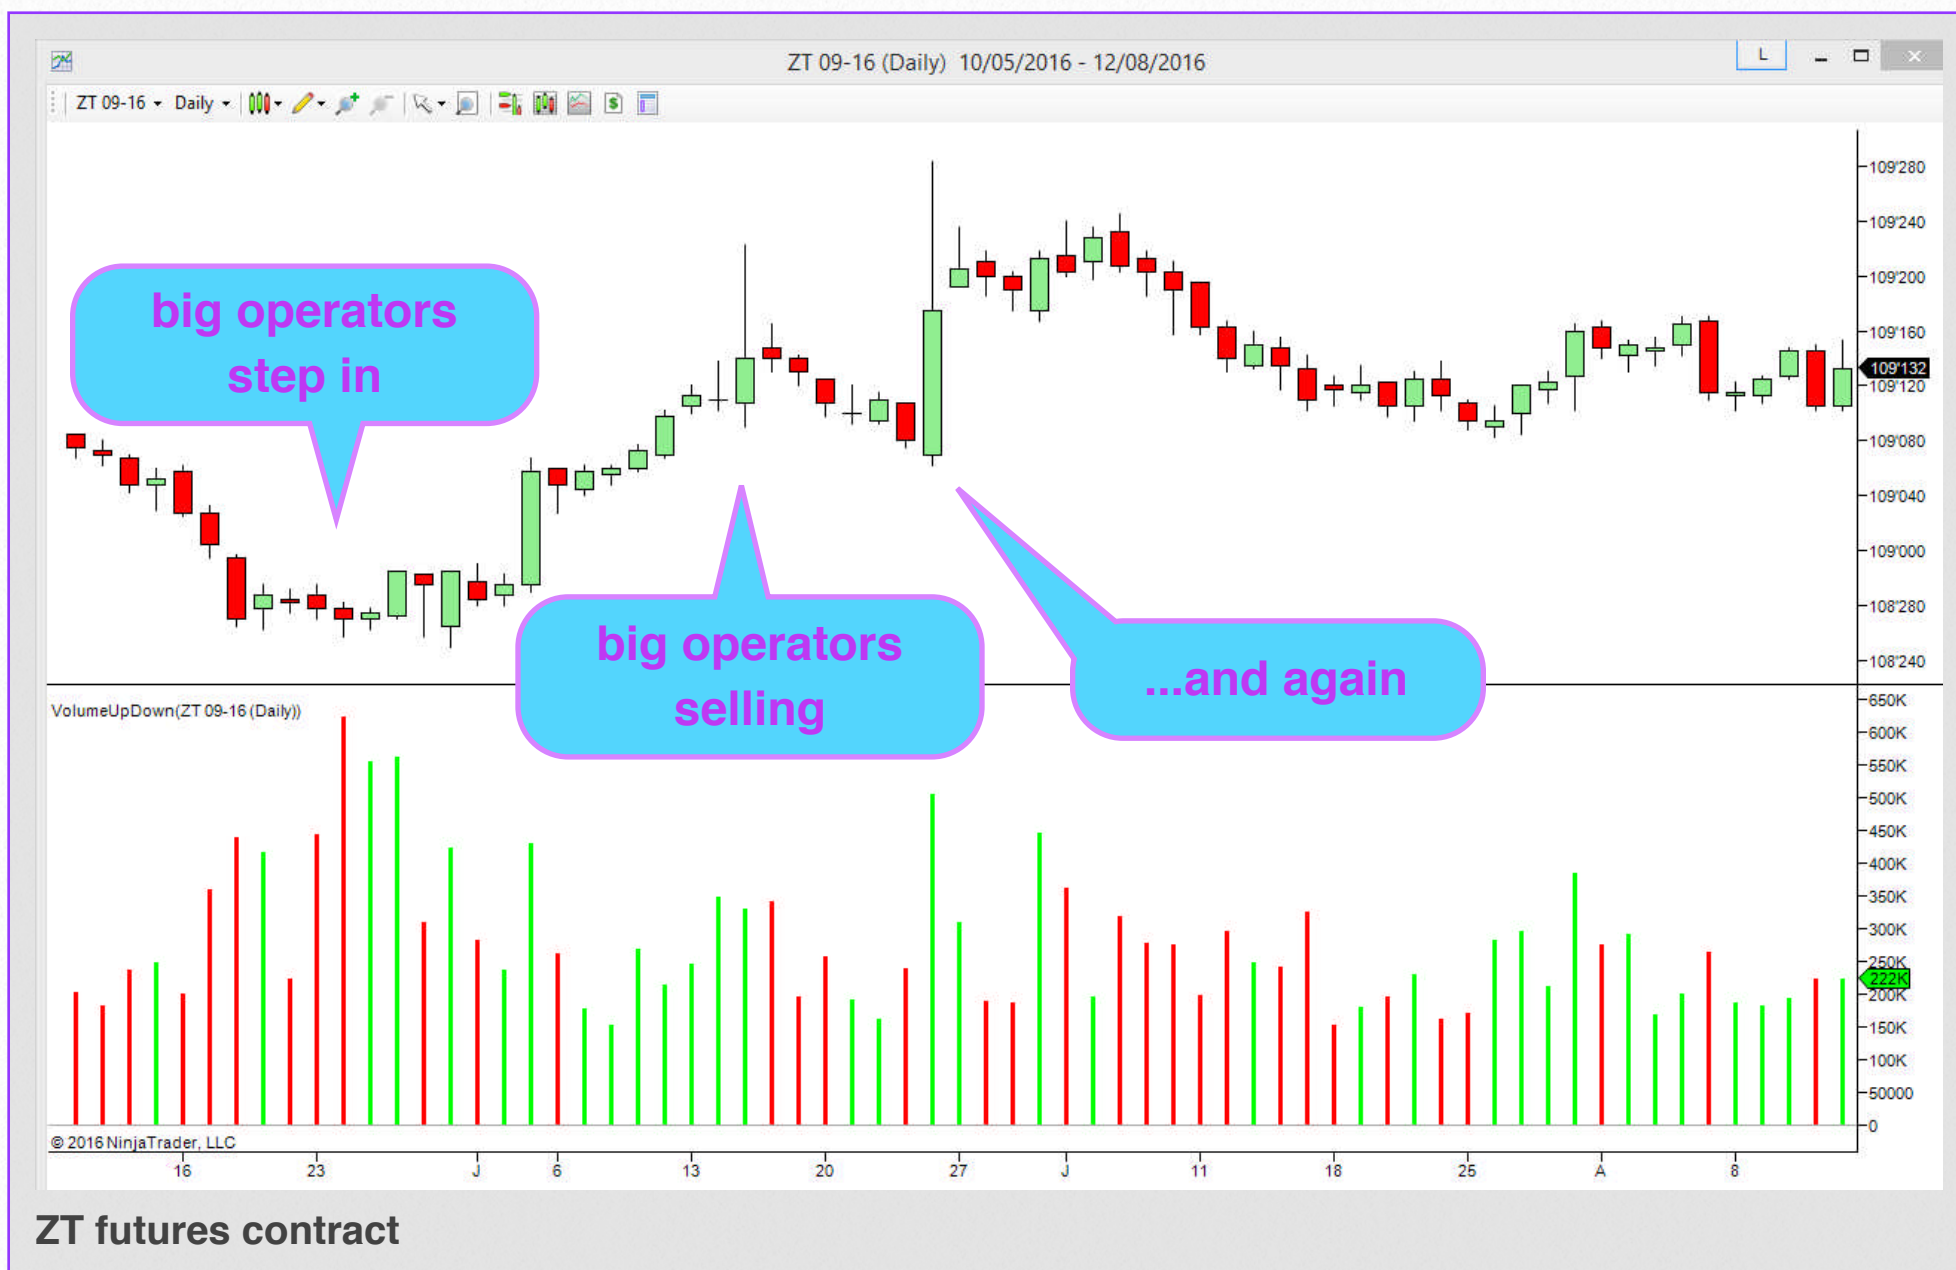 ZT 09-16 (Daily) 10/05/2016 - 12/08/2016
L
ZT 09-16 Daily
big operators
step in
big operators
selling
...and again
109'280
109'240
109'200
109'160
109'132
109'120
109'080
109'040
109'000
108'280
108'240
VolumeUpDown(ZT 09-16 (Daily))
650K
600K
550K
500K
450K
400K
350K
300K
250K
222K
200K
150K
100K
50000
0
© 2016 NinjaTrader, LLC
16 23 J 6 13 20 27 J 11 18 25 A 8
ZT futures contract